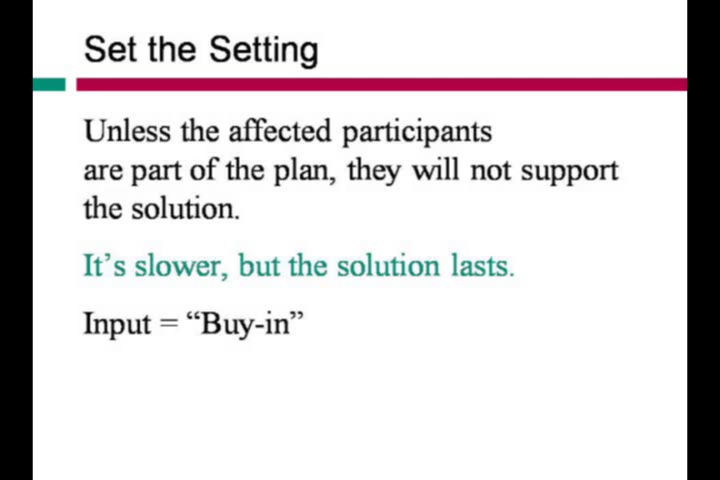 Set the Setting
Unless the affected participants
are part of the plan, they will not support
the solution.
It’s slower, but the solution lasts.
Input = “Buy-in”